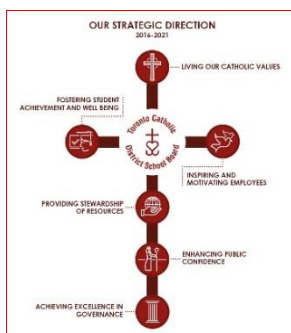 OUR STRATEGIC DIRECTION
2016-2021
LIVING OUR CATHOLIC VALUES
FOSTERING STUDENT
ACHIEVEMENT AND WELL BEING
Toronto Catholic
District School Board
INSPIRING AND
MOTIVATING EMPLOYEES
PROVIDING STEWARDSHIP
OF RESOURCES
ENHANCING PUBLIC
CONFIDENCE
ACHIEVING EXCELLENCE IN
GOVERNANCE